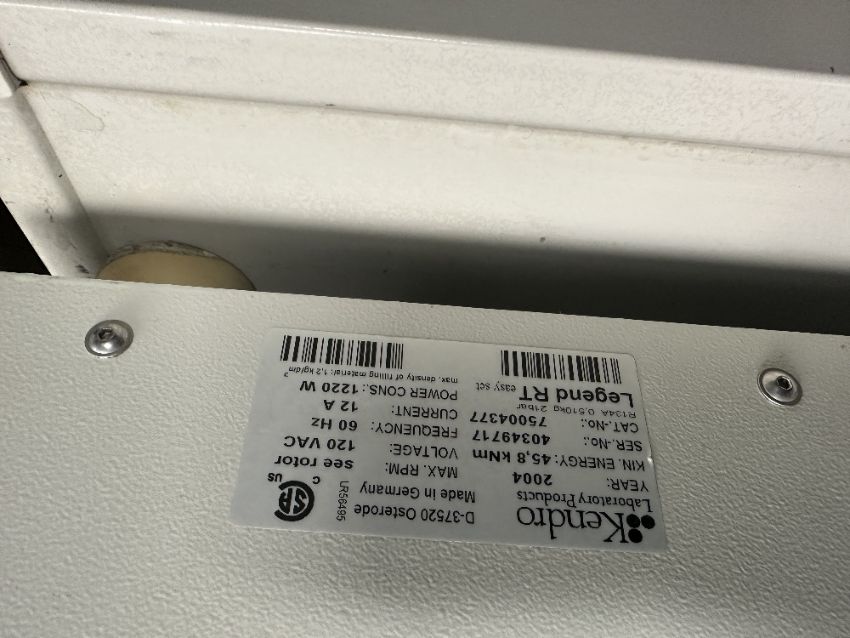 Kendro
Laboratory Products
D-37520 Osterode
Made in Germany
LR56495
C
US
YEAR: 2004
KIN. ENERGY: 45,8 kNm
SER.-No.: 40349717
CAT.-No.: 75004377
R134A 0,510kg 21bar
Legend RT
easy sct
MAX. RPM: see rotor
VOLTAGE: 120 VAC
FREQUENCY: 60 Hz
CURRENT: 12 A
POWER CONS.: 1220 W
max. density of filling material: 1,2 kg/dm³